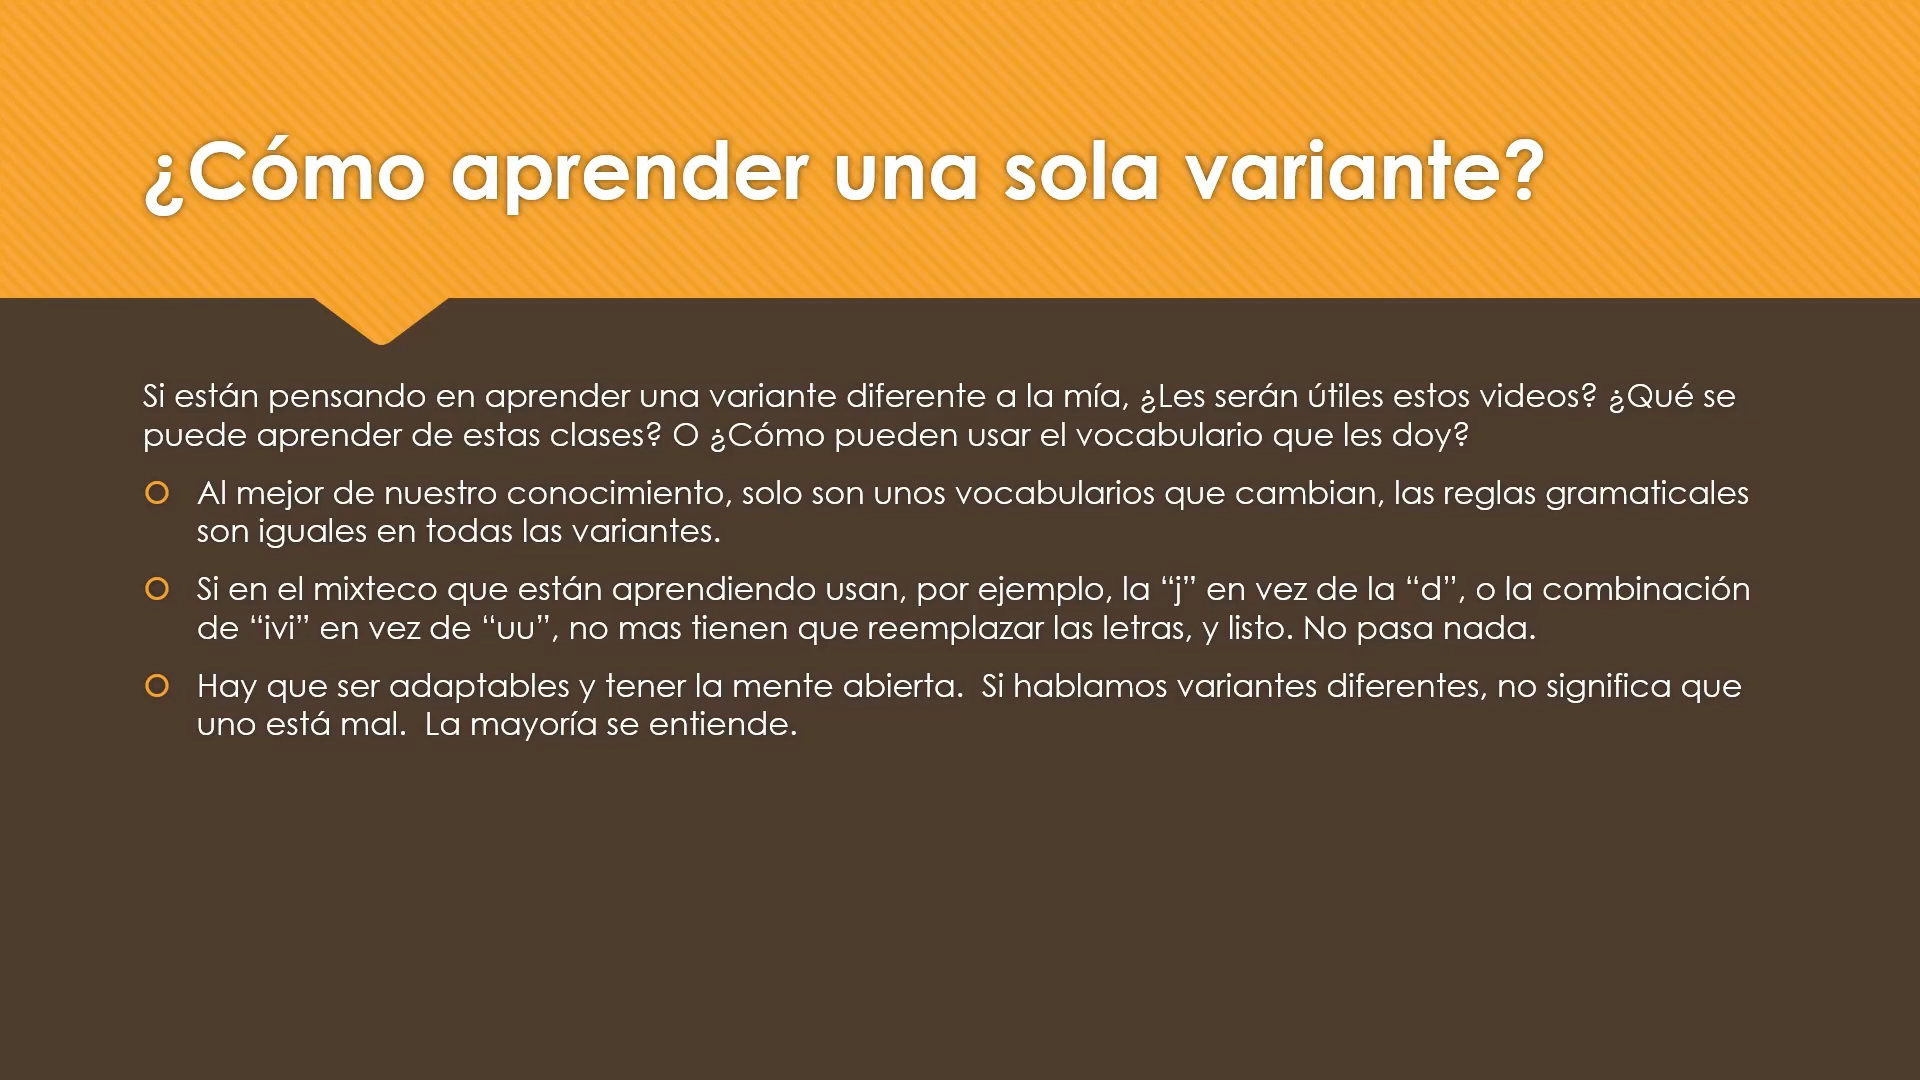 ¿Cómo aprender una sola variante?
Si están pensando en aprender una variante diferente a la mía, ¿Les serán útiles estos videos? ¿Qué se
puede aprender de estas clases? O ¿Cómo pueden usar el vocabulario que les doy?
Al mejor de nuestro conocimiento, solo son unos vocabularios que cambian, las reglas gramaticales
son iguales en todas las variantes.
Si en el mixteco que están aprendiendo usan, por ejemplo, la “j” en vez de la “d”, o la combinación
de “ivi” en vez de “uu”, no mas tienen que reemplazar las letras, y listo. No pasa nada.
Hay que ser adaptables y tener la mente abierta.  Si hablamos variantes diferentes, no significa que
uno está mal.  La mayoría se entiende.